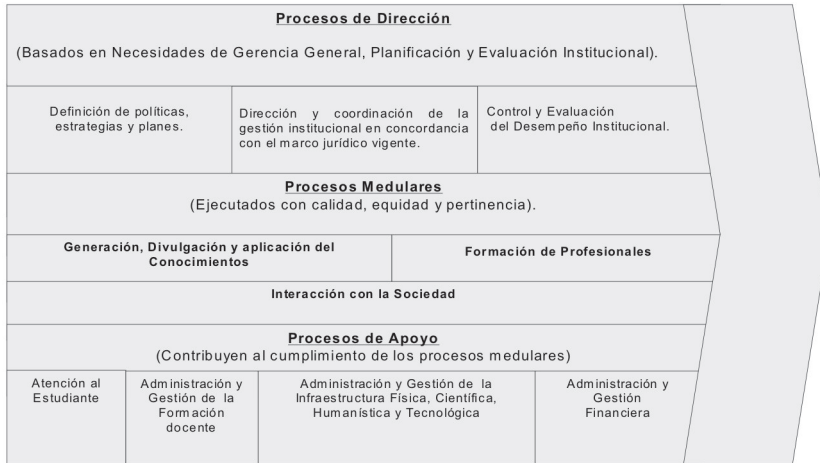 Procesos de Dirección
(Basados en Necesidades de Gerencia General, Planificación y Evaluación Institucional).
Definición de políticas,
estrategias y planes.
Dirección y coordinación de la
gestión institucional en concordancia
con el marco jurídico vigente.
Control y Evaluación
del Desempeño Institucional.
Procesos Medulares
(Ejecutados con calidad, equidad y pertinencia).
Generación, Divulgación y aplicación del
Conocimientos
Formación de Profesionales
Interacción con la Sociedad
Procesos de Apoyo
(Contribuyen al cumplimiento de los procesos medulares)
Atención al
Estudiante
Administración y
Gestión de la
Formación
docente
Administración y Gestión de la
Infraestructura Física, Científica,
Humanística y Tecnológica
Administración y
Gestión
Financiera